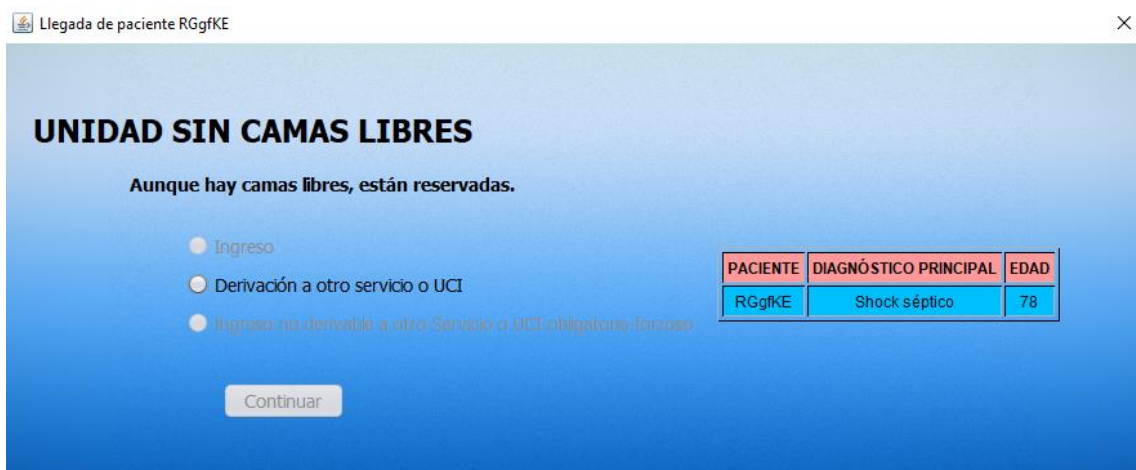 Llegada de paciente RGgfKE
UNIDAD SIN CAMAS LIBRES
Aunque hay camas libres, están reservadas.
Ingreso
Derivación a otro servicio o UCI
Ingreso no derivable a otro Servicio o UCI obligatorio forzoso
Continuar
PACIENTE DIAGNÓSTICO PRINCIPAL EDAD
RGgfKE Shock séptico 78